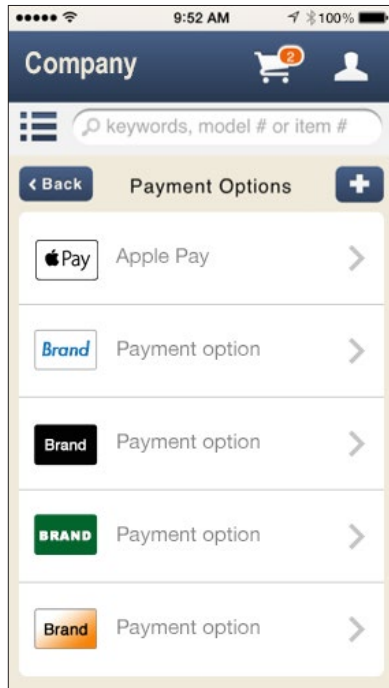 9:52 AM 100%
Company 2
keywords, model # or item #
Back Payment Options +
Pay Apple Pay
Brand Payment option
Brand Payment option
BRAND Payment option
Brand Payment option